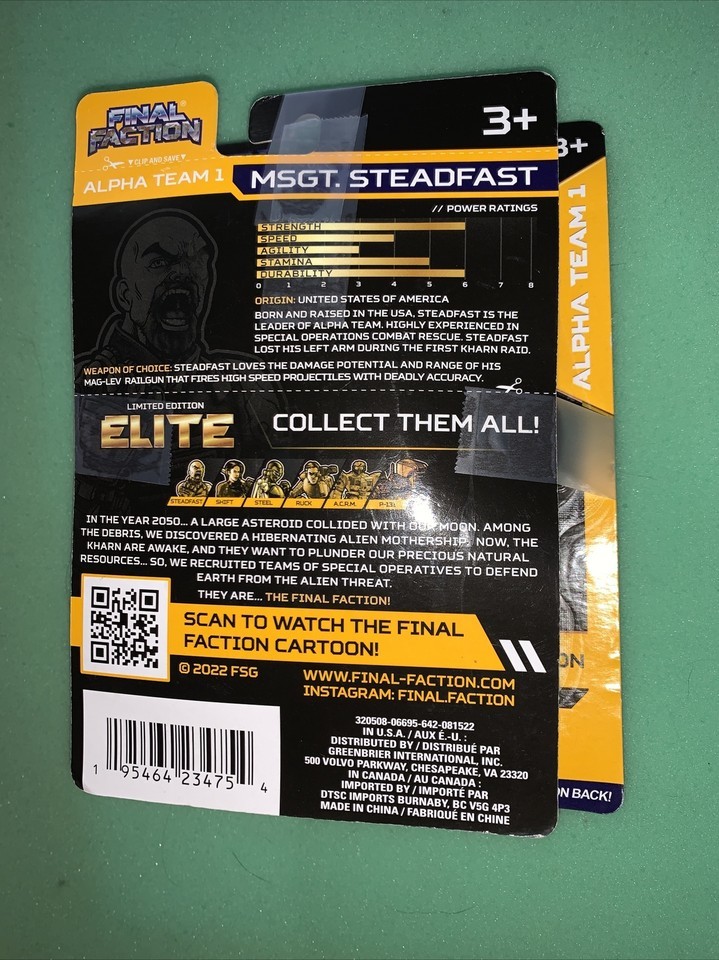 FINAL
FACTION®
▼CLIP AND SAVE▼
3+
3+
ALPHA TEAM 1
MSGT. STEADFAST
// POWER RATINGS
STRENGTH
SPEED
AGILITY
STAMINA
DURABILITY
0 1 2 3 4 5 6 7 8
ORIGIN: UNITED STATES OF AMERICA
BORN AND RAISED IN THE USA, STEADFAST IS THE
LEADER OF ALPHA TEAM. HIGHLY EXPERIENCED IN
SPECIAL OPERATIONS COMBAT RESCUE. STEADFAST
LOST HIS LEFT ARM DURING THE FIRST KHARN RAID.
WEAPON OF CHOICE: STEADFAST LOVES THE DAMAGE POTENTIAL AND RANGE OF HIS
MAG-LEV RAILGUN THAT FIRES HIGH SPEED PROJECTILES WITH DEADLY ACCURACY.
ALPHA TEAM 1
LIMITED EDITION
ELITE
COLLECT THEM ALL!
STEADFAST SHIFT STEEL RUCK A.C.R.M. P-13L
IN THE YEAR 2050... A LARGE ASTEROID COLLIDED WITH OUR MOON. AMONG
THE DEBRIS, WE DISCOVERED A HIBERNATING ALIEN MOTHERSHIP. NOW, THE
KHARN ARE AWAKE, AND THEY WANT TO PLUNDER OUR PRECIOUS NATURAL
RESOURCES... SO, WE RECRUITED TEAMS OF SPECIAL OPERATIVES TO DEFEND
EARTH FROM THE ALIEN THREAT.
THEY ARE... THE FINAL FACTION!
SCAN TO WATCH THE FINAL
FACTION CARTOON!
© 2022 FSG
WWW.FINAL-FACTION.COM
INSTAGRAM: FINAL.FACTION
320508-06695-642-081522
IN U.S.A. / AUX É.-U. :
DISTRIBUTED BY / DISTRIBUÉ PAR
GREENBRIER INTERNATIONAL, INC.
500 VOLVO PARKWAY, CHESAPEAKE, VA 23320
IN CANADA / AU CANADA :
IMPORTED BY / IMPORTÉ PAR
DTSC IMPORTS BURNABY, BC V5G 4P3
MADE IN CHINA / FABRIQUÉ EN CHINE
1 95464 23475 4
ON
ON BACK!